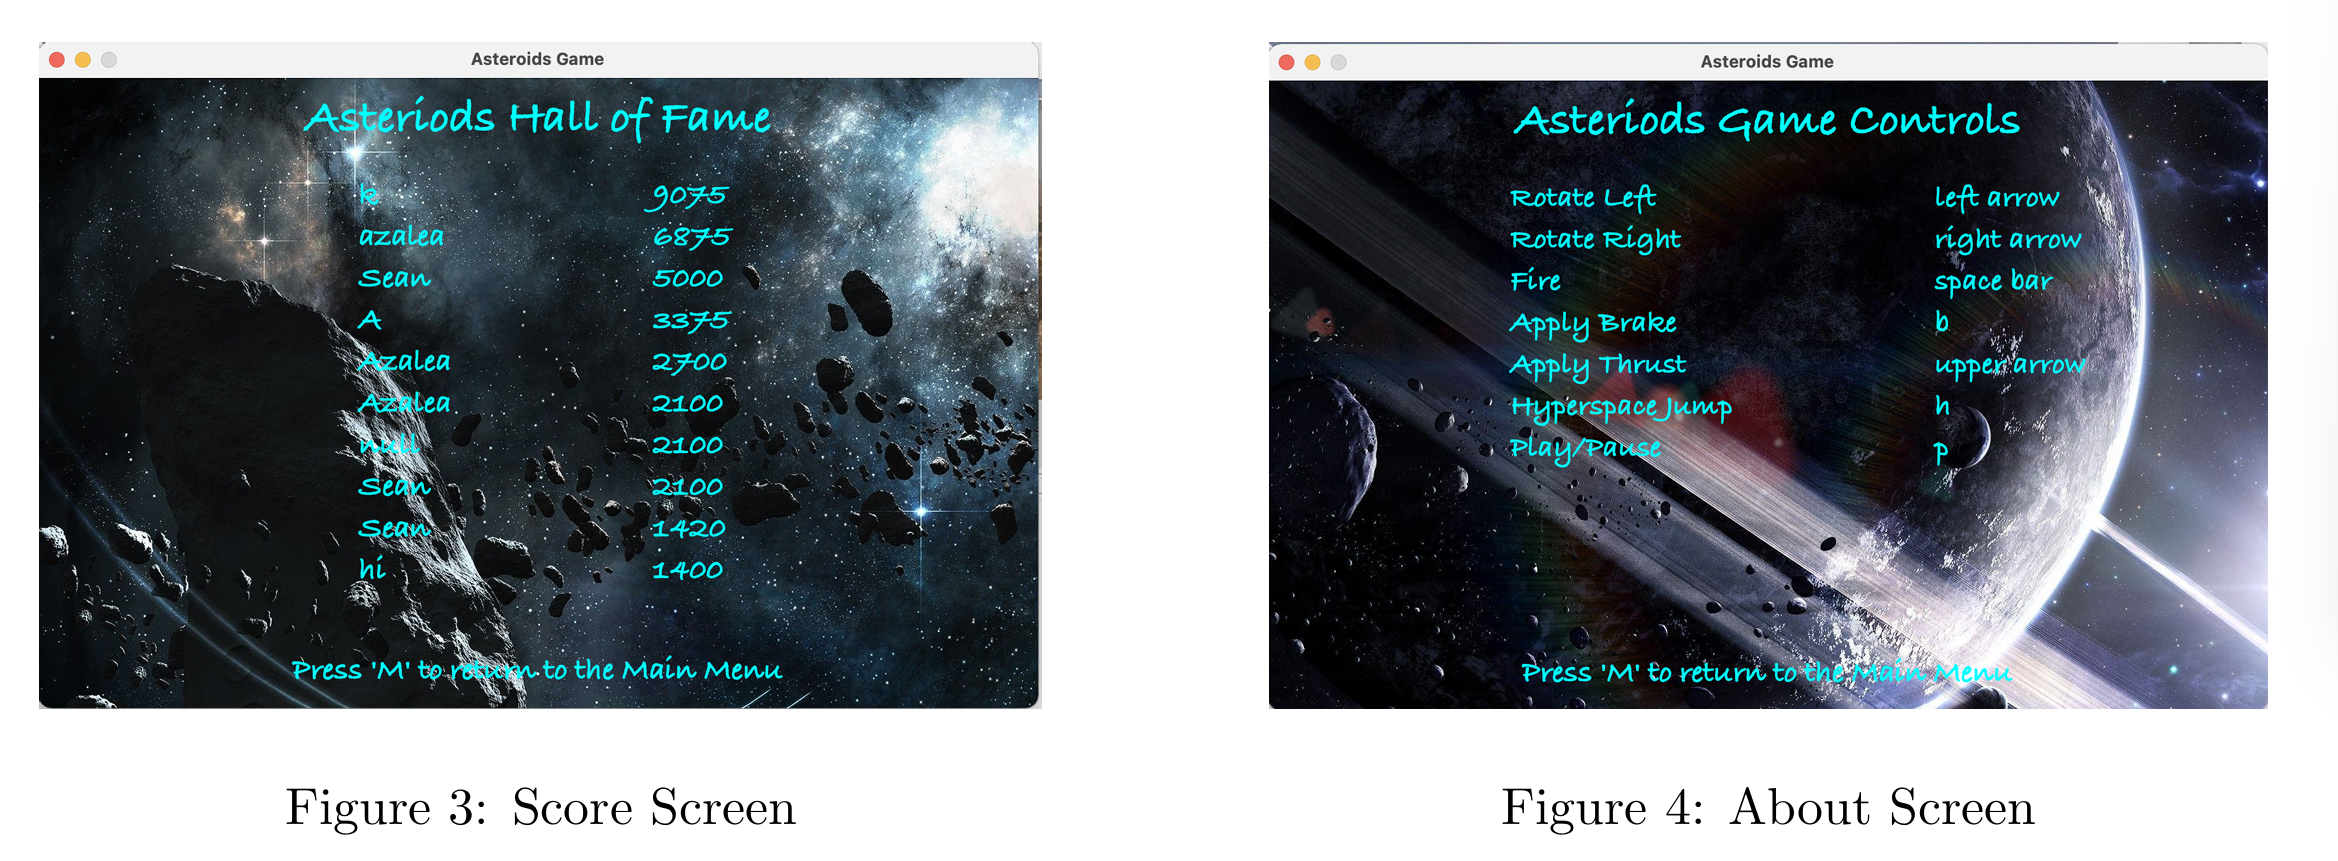 Asteroids Game
Asteriods Hall of Fame
k 9075
azalea 6875
Sean 5000
A 3375
Azalea 2700
Azalea 2100
null 2100
Sean 2100
Sean 1420
hi 1400
Press 'M' to return to the Main Menu
Figure 3: Score Screen
Asteroids Game
Asteriods Game Controls
Rotate Left left arrow
Rotate Right right arrow
Fire space bar
Apply Brake b
Apply Thrust upper arrow
Hyperspace Jump h
Play/Pause p
Press 'M' to return to the Main Menu
Figure 4: About Screen